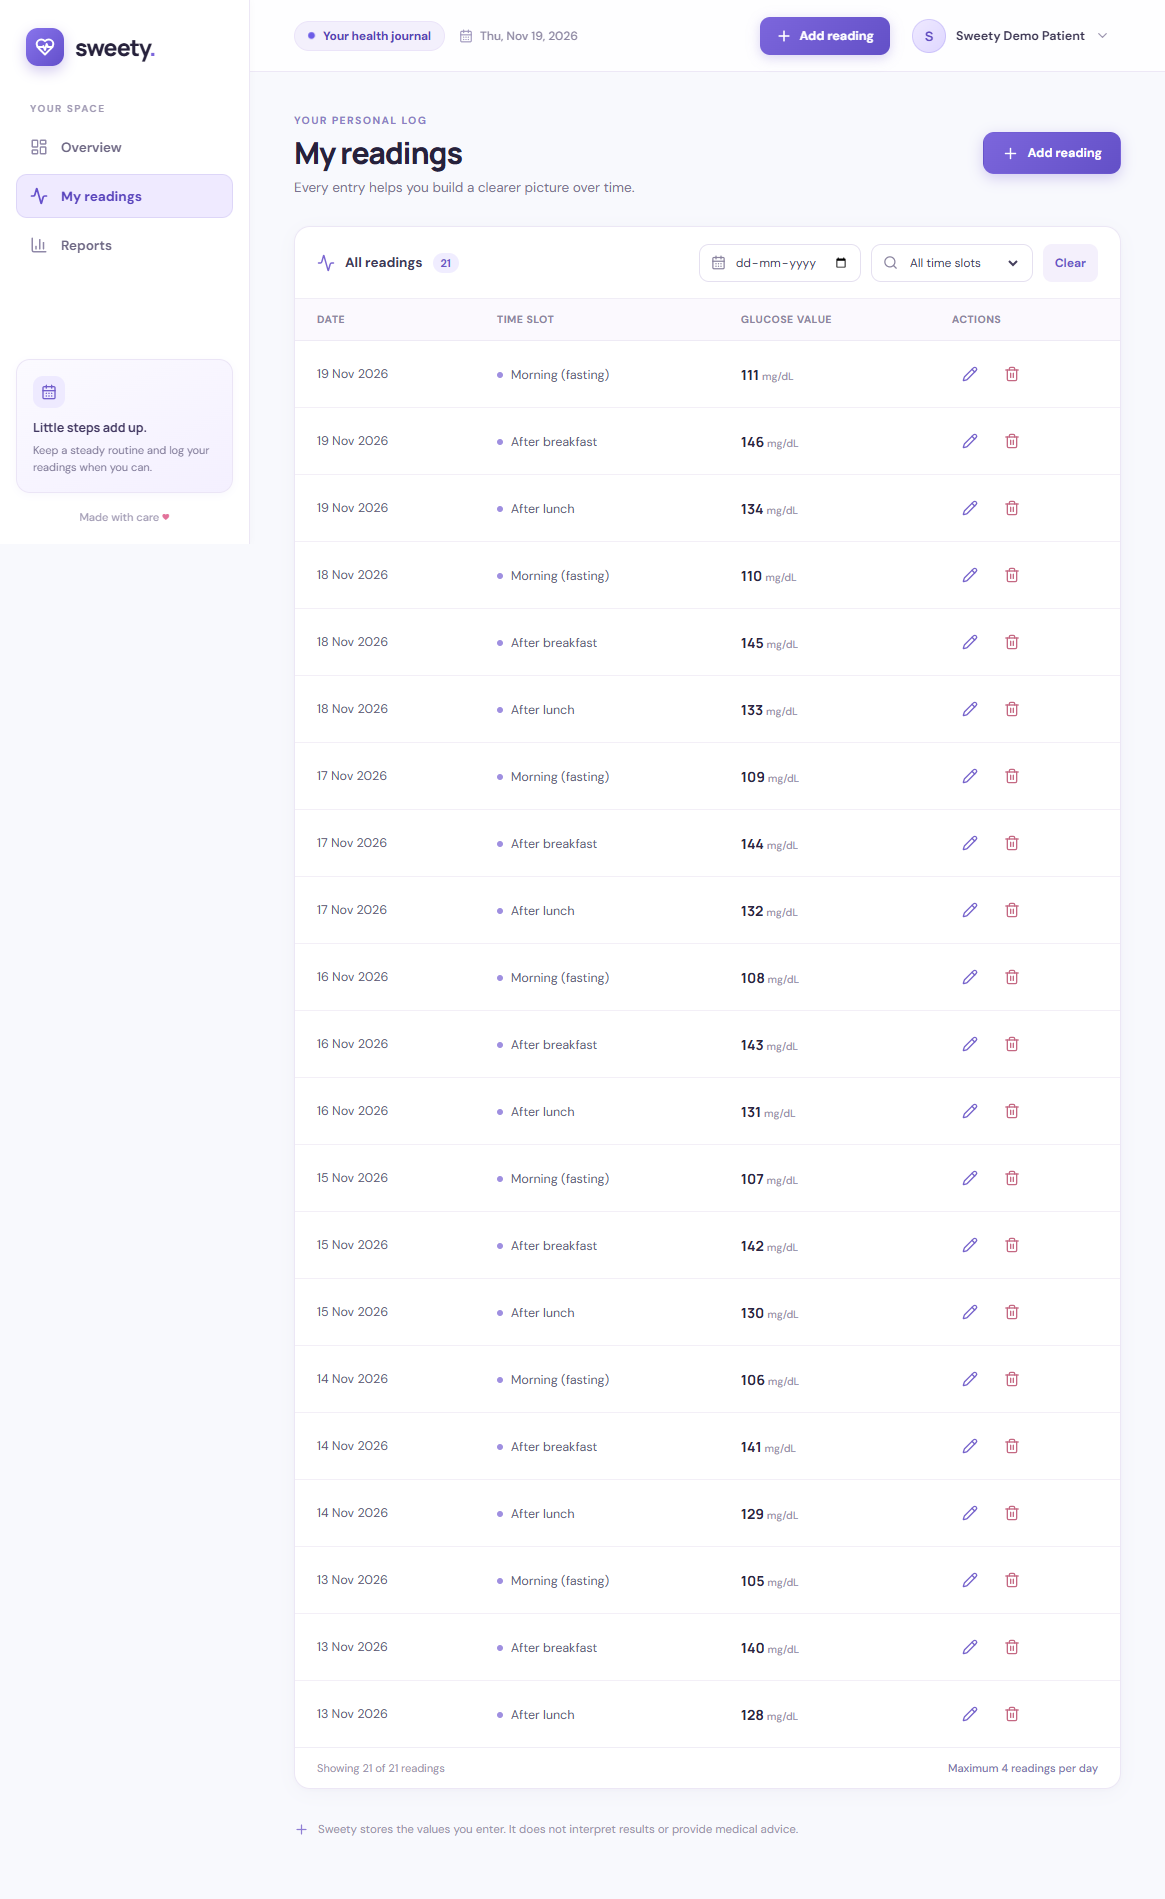 sweety.
Your health journal
Thu, Nov 19, 2026
Add reading
S
Sweety Demo Patient
YOUR SPACE
Overview
My readings
Reports
Little steps add up.
Keep a steady routine and log your
readings when you can.
Made with care
YOUR PERSONAL LOG
My readings
Every entry helps you build a clearer picture over time.
Add reading
All readings 21
dd-mm-yyyy
All time slots
Clear
DATE TIME SLOT GLUCOSE VALUE ACTIONS
19 Nov 2026 Morning (fasting) 111 mg/dL
19 Nov 2026 After breakfast 146 mg/dL
19 Nov 2026 After lunch 134 mg/dL
18 Nov 2026 Morning (fasting) 110 mg/dL
18 Nov 2026 After breakfast 145 mg/dL
18 Nov 2026 After lunch 133 mg/dL
17 Nov 2026 Morning (fasting) 109 mg/dL
17 Nov 2026 After breakfast 144 mg/dL
17 Nov 2026 After lunch 132 mg/dL
16 Nov 2026 Morning (fasting) 108 mg/dL
16 Nov 2026 After breakfast 143 mg/dL
16 Nov 2026 After lunch 131 mg/dL
15 Nov 2026 Morning (fasting) 107 mg/dL
15 Nov 2026 After breakfast 142 mg/dL
15 Nov 2026 After lunch 130 mg/dL
14 Nov 2026 Morning (fasting) 106 mg/dL
14 Nov 2026 After breakfast 141 mg/dL
14 Nov 2026 After lunch 129 mg/dL
13 Nov 2026 Morning (fasting) 105 mg/dL
13 Nov 2026 After breakfast 140 mg/dL
13 Nov 2026 After lunch 128 mg/dL
Showing 21 of 21 readings
Maximum 4 readings per day
Sweety stores the values you enter. It does not interpret results or provide medical advice.